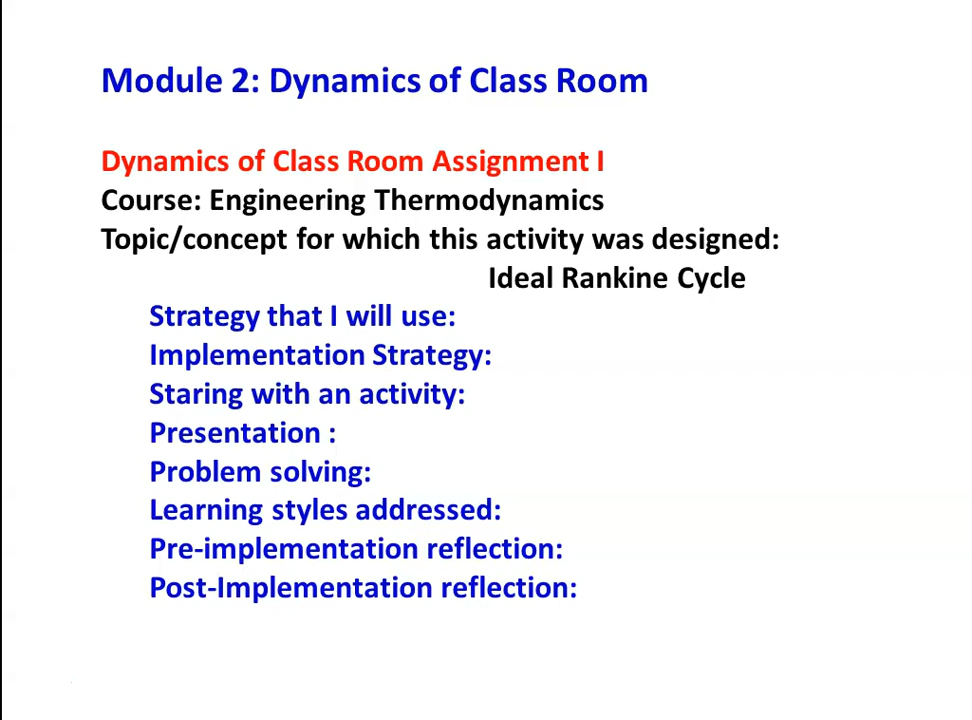 Module 2: Dynamics of Class Room
Dynamics of Class Room Assignment I
Course: Engineering Thermodynamics
Topic/concept for which this activity was designed:
Ideal Rankine Cycle
Strategy that I will use:
Implementation Strategy:
Staring with an activity:
Presentation :
Problem solving:
Learning styles addressed:
Pre-implementation reflection:
Post-Implementation reflection: